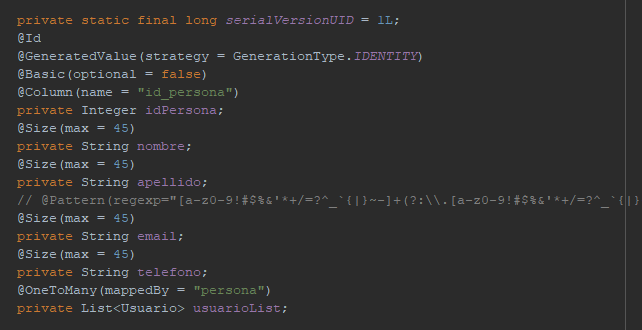 private static final long serialVersionUID = 1L;
@Id
@GeneratedValue(strategy = GenerationType.IDENTITY)
@Basic(optional = false)
@Column(name = "id_persona")
private Integer idPersona;
@Size(max = 45)
private String nombre;
@Size(max = 45)
private String apellido;
// @Pattern(regexp="[a-z0-9!#$%&'*+/=?^_`{|}~-]+(?:\\.[a-z0-9!#$%&'*+/=?^_`{|}
@Size(max = 45)
private String email;
@Size(max = 45)
private String telefono;
@OneToMany(mappedBy = "persona")
private List<Usuario> usuarioList;